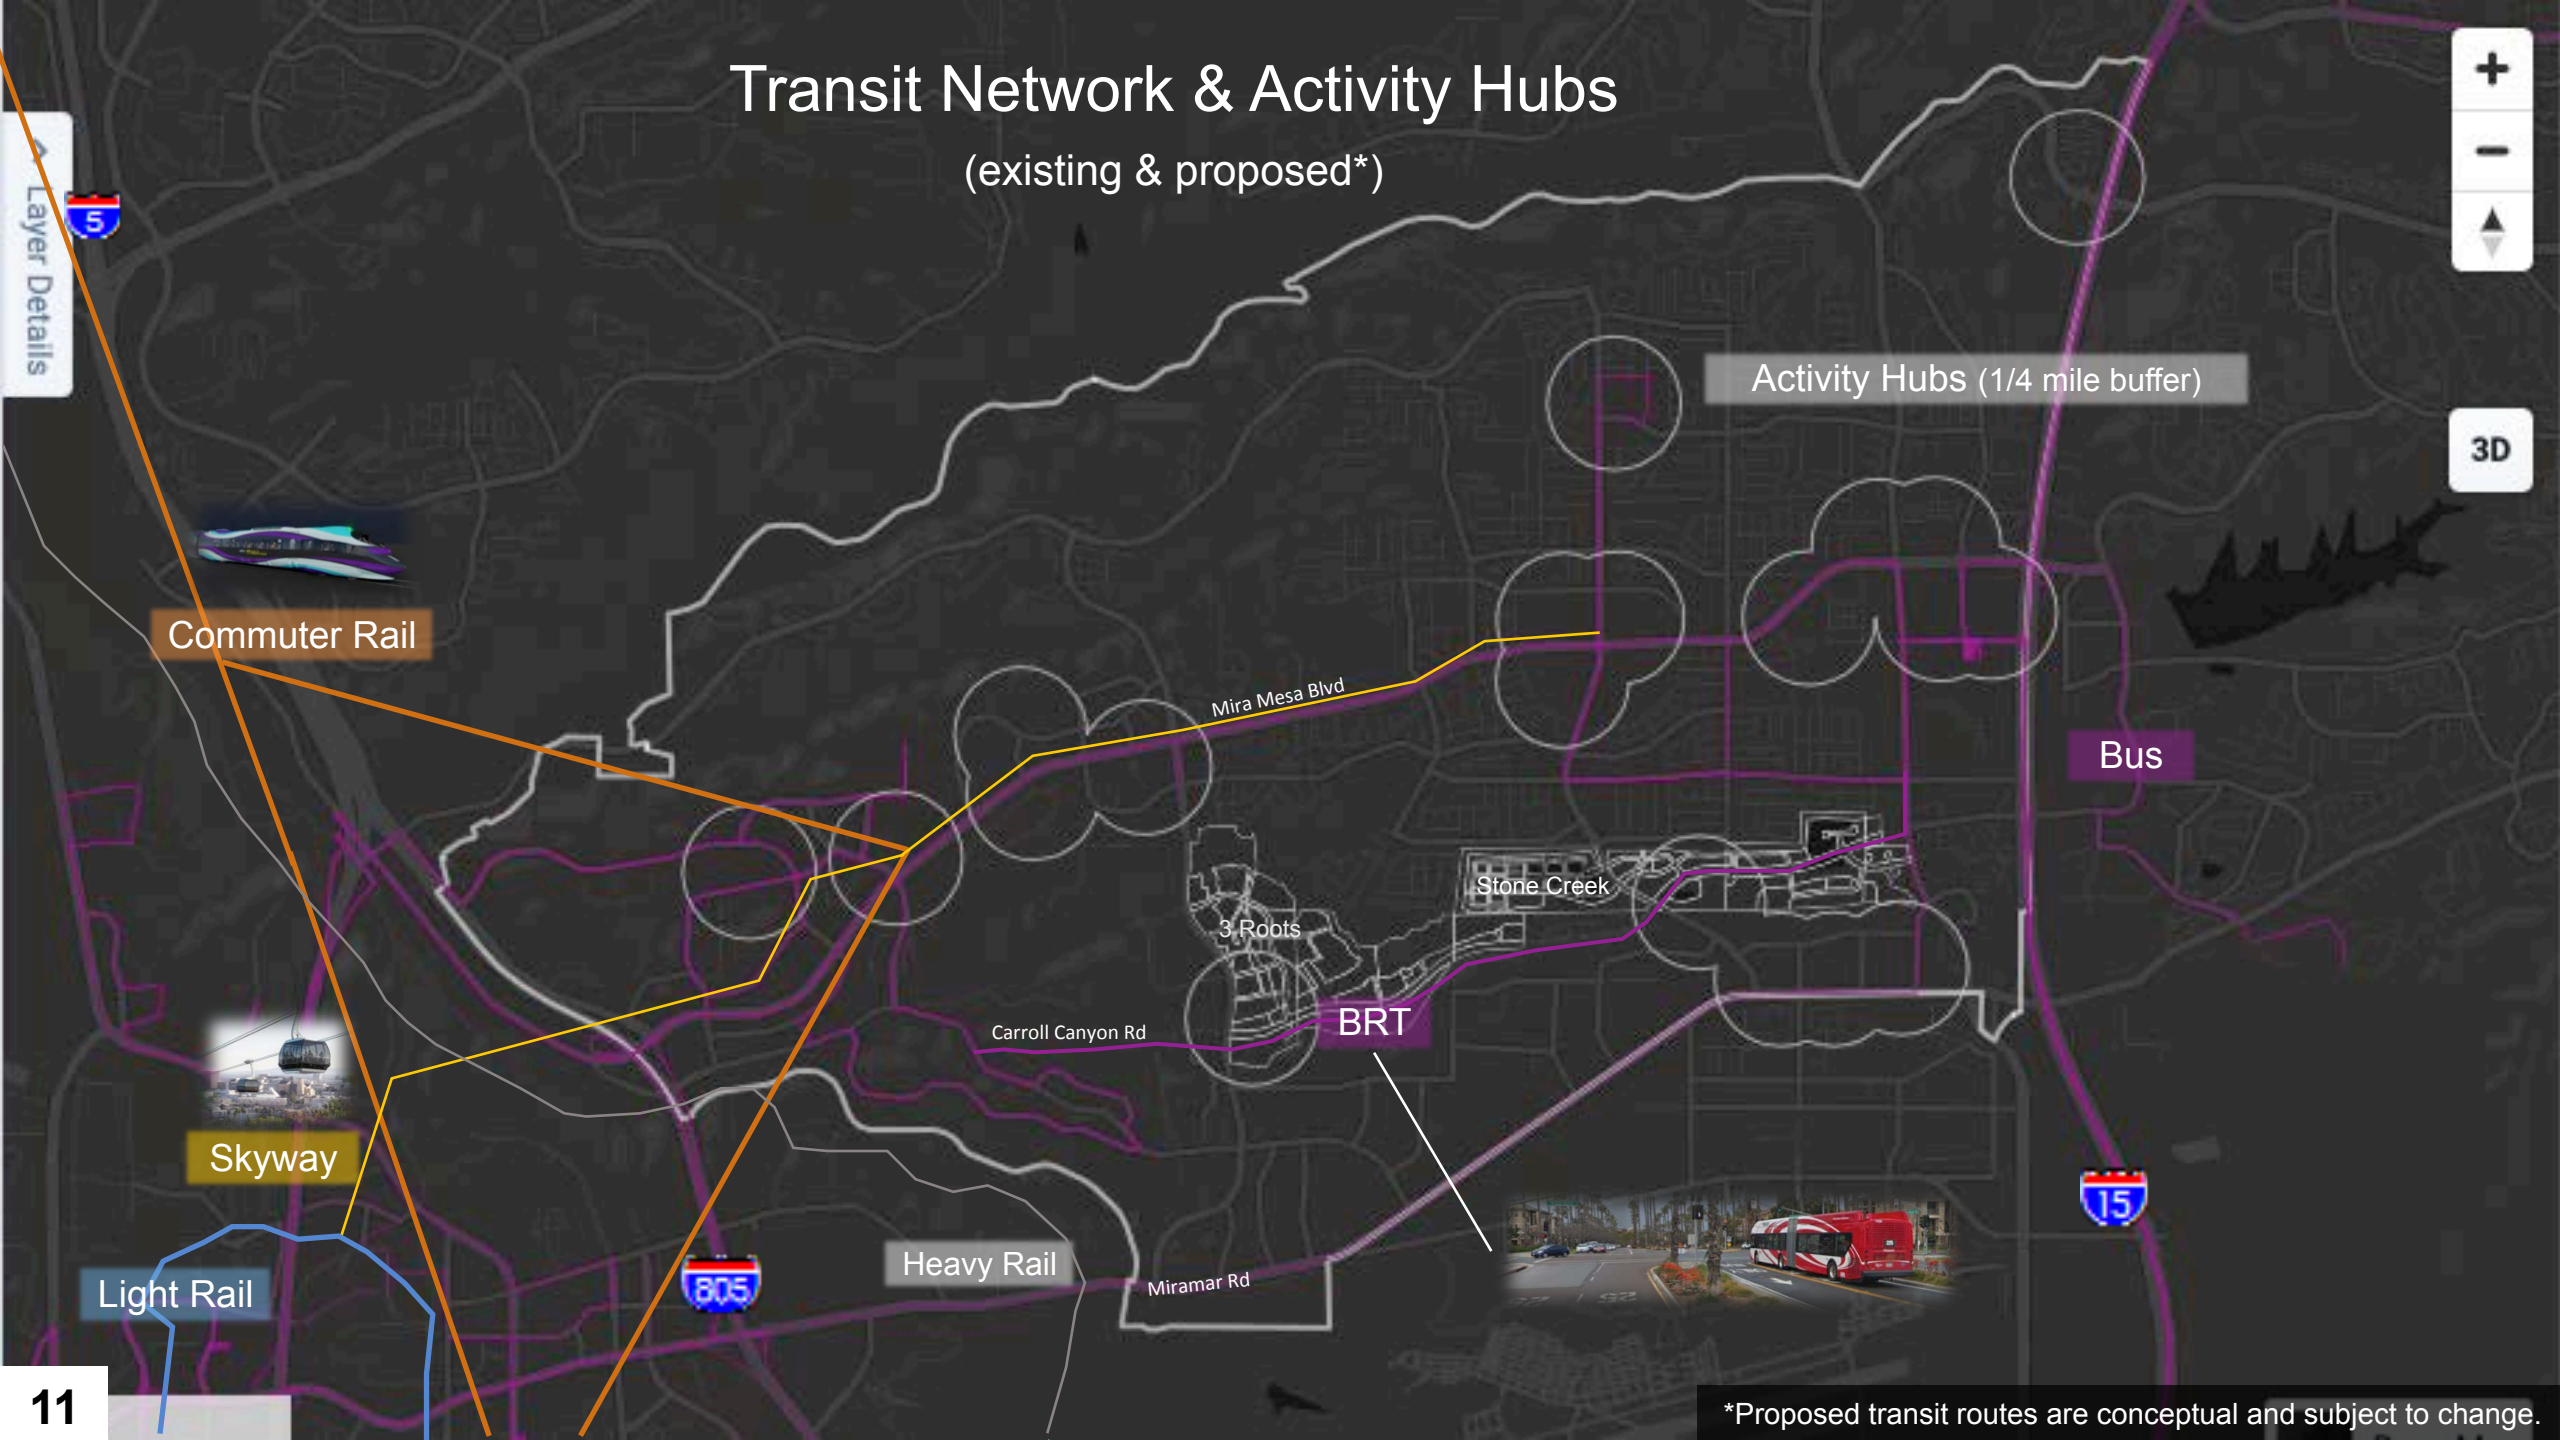 Transit Network & Activity Hubs
(existing & proposed*)
+
−
Layer Details
5
Activity Hubs (1/4 mile buffer)
3D
Commuter Rail
Mira Mesa Blvd
Bus
Stone Creek
3 Roots
BRT
Carroll Canyon Rd
Skyway
15
Heavy Rail
Miramar Rd
Light Rail
805
11
*Proposed transit routes are conceptual and subject to change.